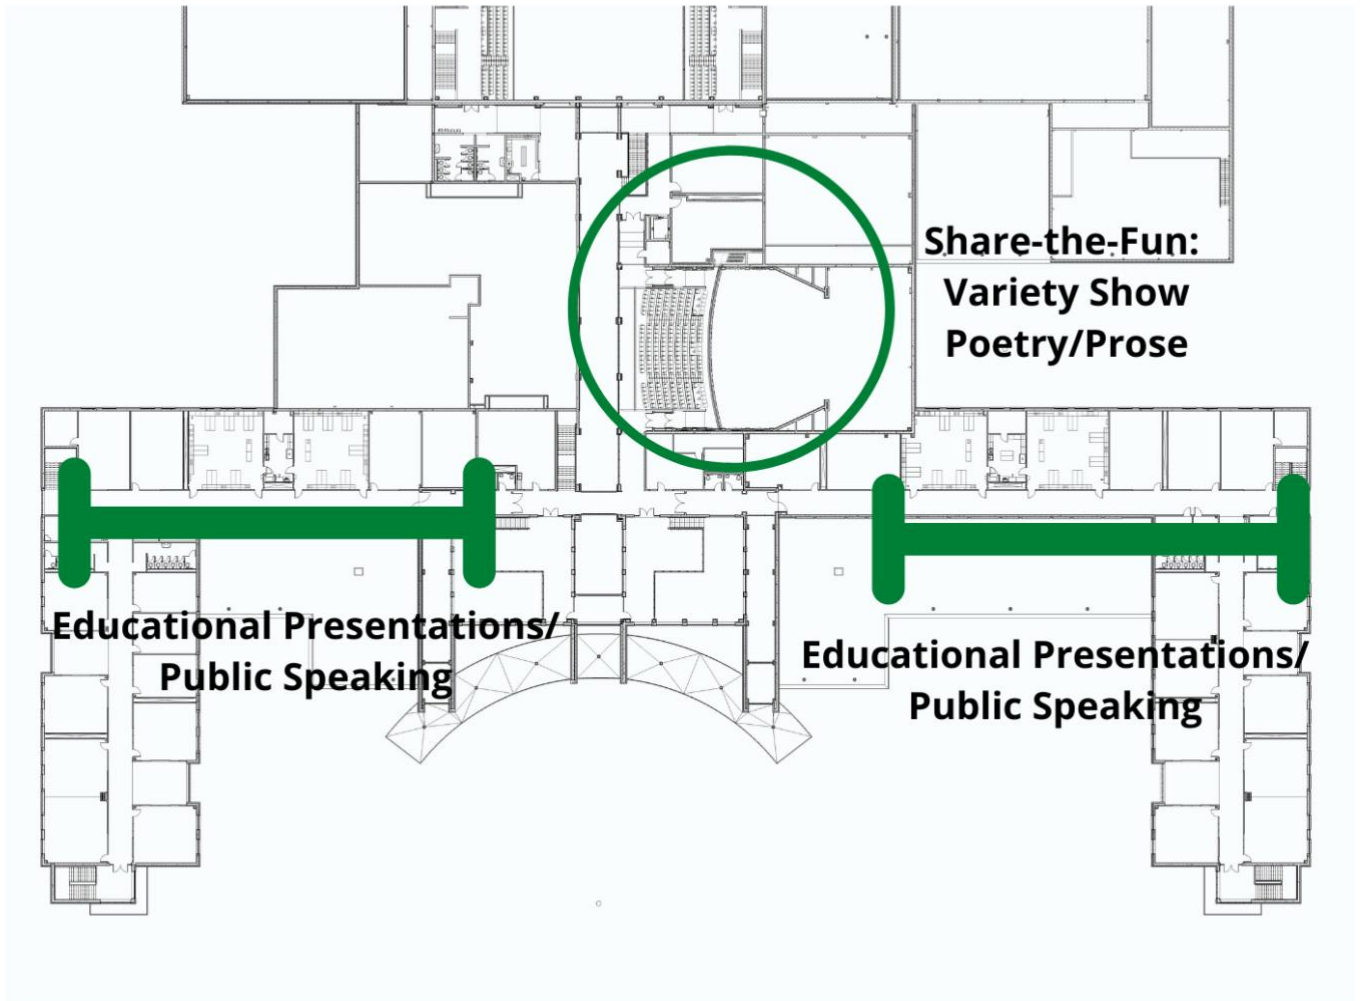 Share-the-Fun:
Variety Show
Poetry/Prose
Educational Presentations/
Public Speaking
Educational Presentations/
Public Speaking